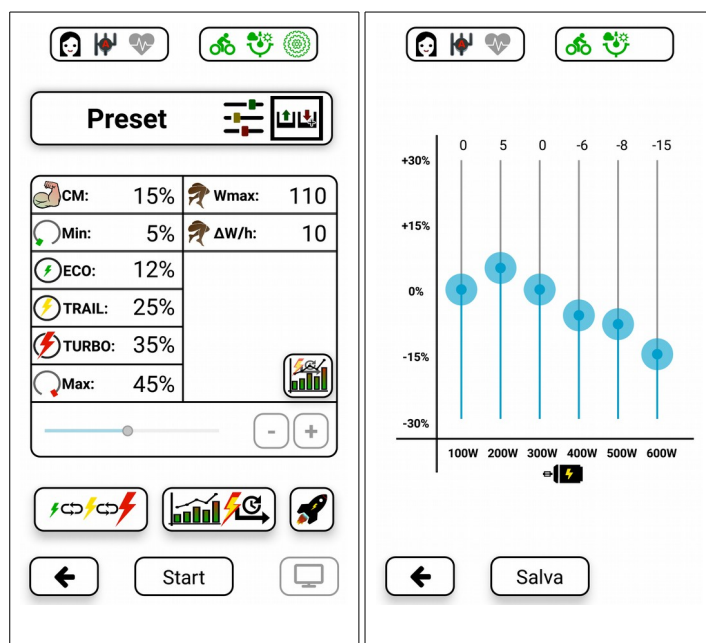 Preset
CM: 15% Wmax: 110
Min: 5% ΔW/h: 10
ECO: 12%
TRAIL: 25%
TURBO: 35%
Max: 45%
- +
Start
A
A
0 5 0 -6 -8 -15
+30%
+15%
0%
-15%
-30%
100W 200W 300W 400W 500W 600W
Salva